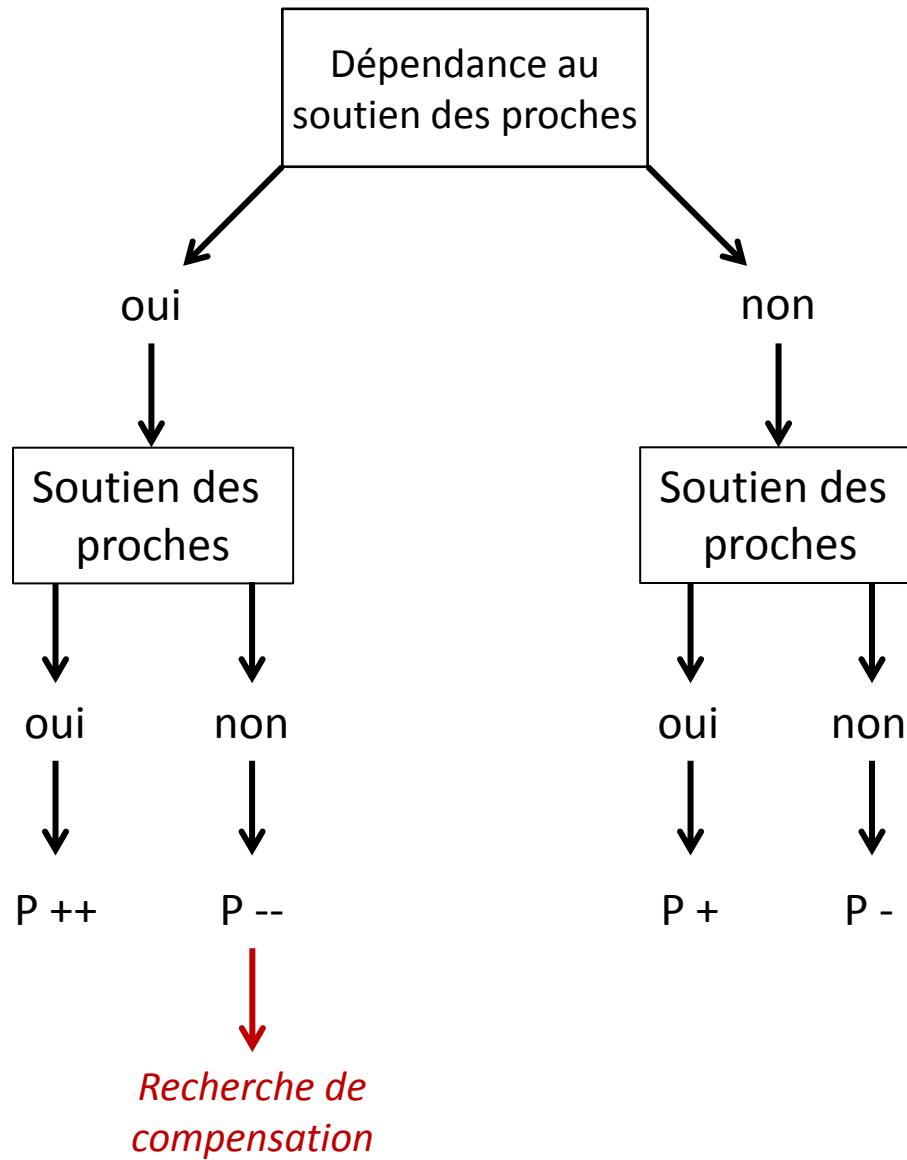 Dépendance au
soutien des proches
oui
non
Soutien des
proches
Soutien des
proches
oui
non
oui
non
P ++
P --
P +
P -
Recherche de
compensation